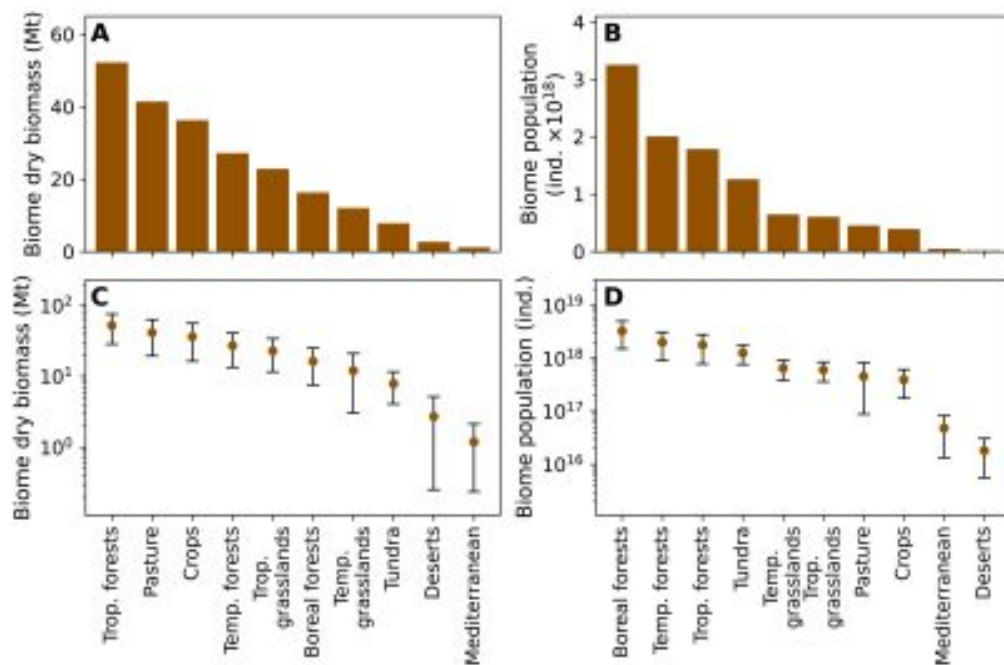 A
Biome dry biomass (Mt)
60
40
20
0
B
Biome population
(ind. ×10¹⁸)
4
3
2
1
0
C
Biome dry biomass (Mt)
10²
10¹
10⁰
Trop. forests
Pasture
Crops
Temp. forests
Trop.
grasslands
Boreal forests
Temp.
grasslands
Tundra
Deserts
Mediterranean
D
Biome population (ind.)
10¹⁹
10¹⁸
10¹⁷
10¹⁶
Boreal forests
Temp. forests
Trop. forests
Tundra
Temp.
grasslands
Trop.
grasslands
Pasture
Crops
Mediterranean
Deserts